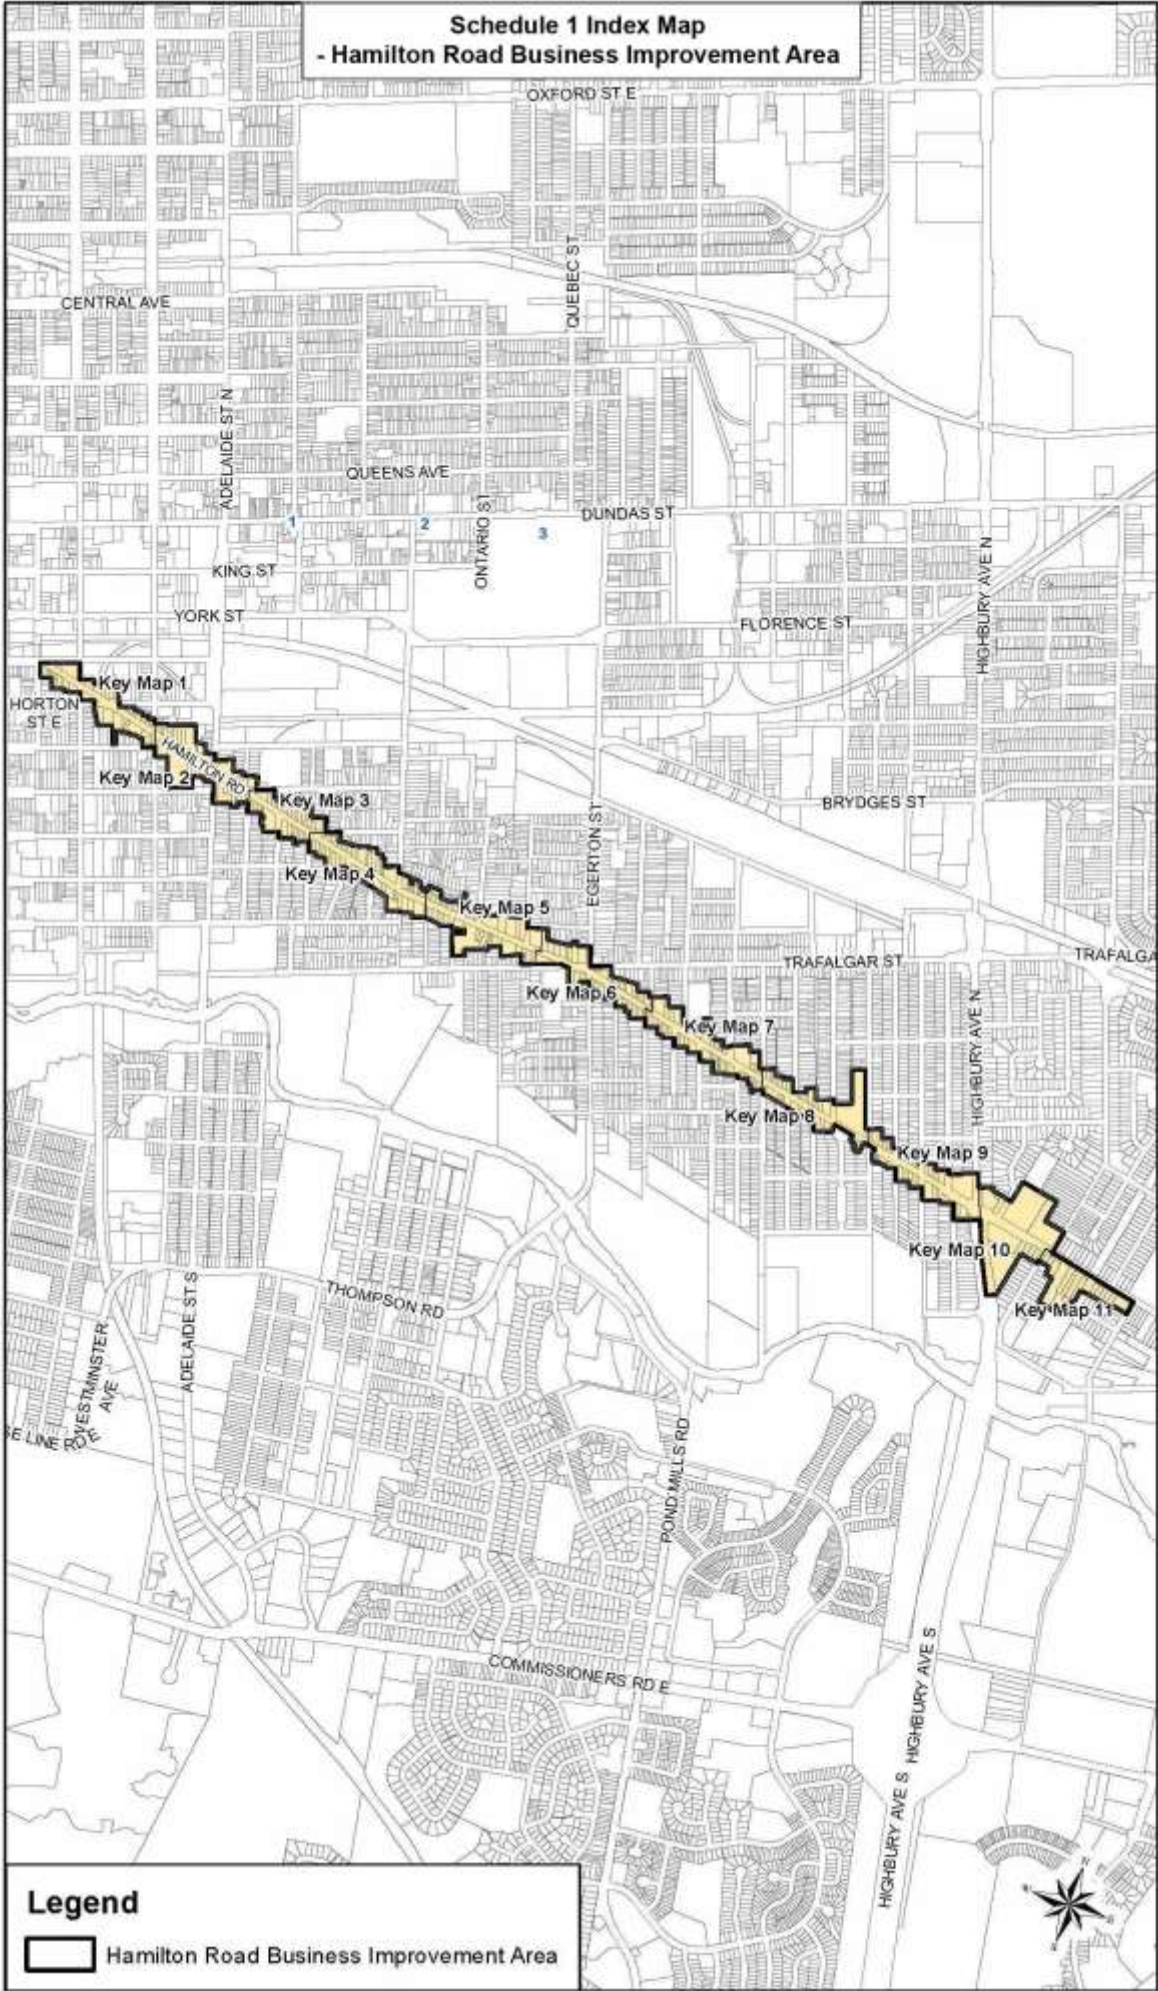 Schedule 1 Index Map
- Hamilton Road Business Improvement Area
OXFORD ST E
QUEBEC ST
CENTRAL AVE
ADELAIDE ST N
QUEENS AVE
ONTARIO ST
DUNDAS ST
1
2
3
KING ST
HIGHBURY AVE N
YORK ST
FLORENCE ST
Key Map 1
HORTON
ST E
HAMILTON RD
Key Map 2
Key Map 3
BRYDGES ST
EGERTON ST
Key Map 4
Key Map 5
TRAFALGAR ST
TRAFALGA
Key Map 6
HIGHBURY AVE N
Key Map 7
Key Map 8
Key Map 9
Key Map 10
Key Map 11
THOMPSON RD
ADELAIDE ST S
WESTMINSTER
AVE
SE LINE RD E
POND MILLS RD
COMMISSIONERS RD E
HIGHBURY AVE S
HIGHBURY AVE S
Legend
Hamilton Road Business Improvement Area
N